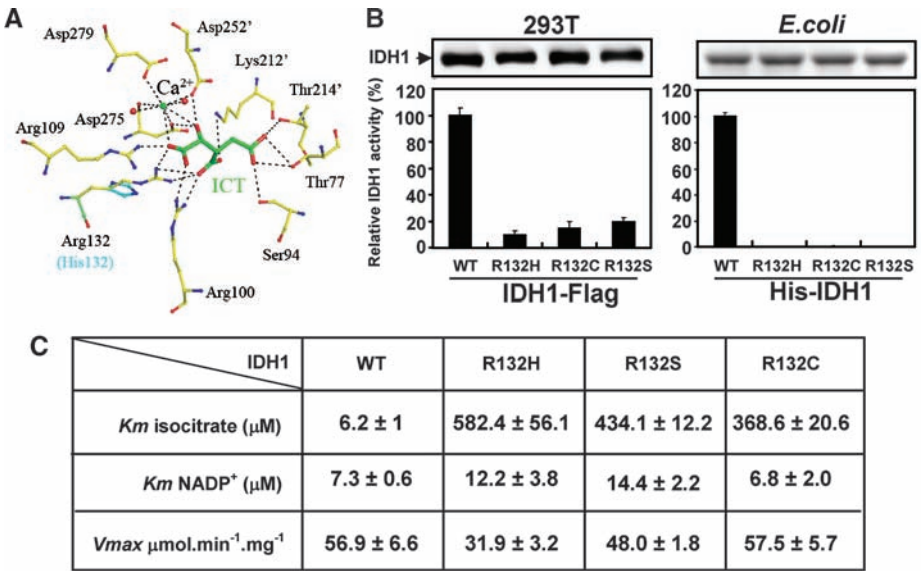 A
Asp279
Asp252’
Lys212’
Ca2+
Thr214’
Asp275
Arg109
ICT
Thr77
Arg132
(His132)
Ser94
Arg100
B
293T
E.coli
IDH1
Relative IDH1 activity (%)
120
100
80
60
40
20
0
WT R132H R132C R132S
IDH1-Flag
120
100
80
60
40
20
0
WT R132H R132C R132S
His-IDH1
C
IDH1 WT R132H R132S R132C
Km isocitrate (μM) 6.2 ± 1 582.4 ± 56.1 434.1 ± 12.2 368.6 ± 20.6
Km NADP+ (μM) 7.3 ± 0.6 12.2 ± 3.8 14.4 ± 2.2 6.8 ± 2.0
Vmax μmol.min-1.mg-1 56.9 ± 6.6 31.9 ± 3.2 48.0 ± 1.8 57.5 ± 5.7